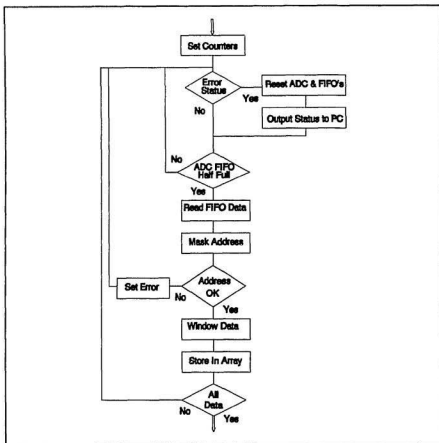 Set Counters
Error
Status
Yes
No
Reset ADC & FIFO's
Output Status to PC
No
ADC FIFO
Half Full
Yes
Read FIFO Data
Mask Address
Set Error
No
Address
OK
Yes
Window Data
Store In Array
All
Data
No
Yes